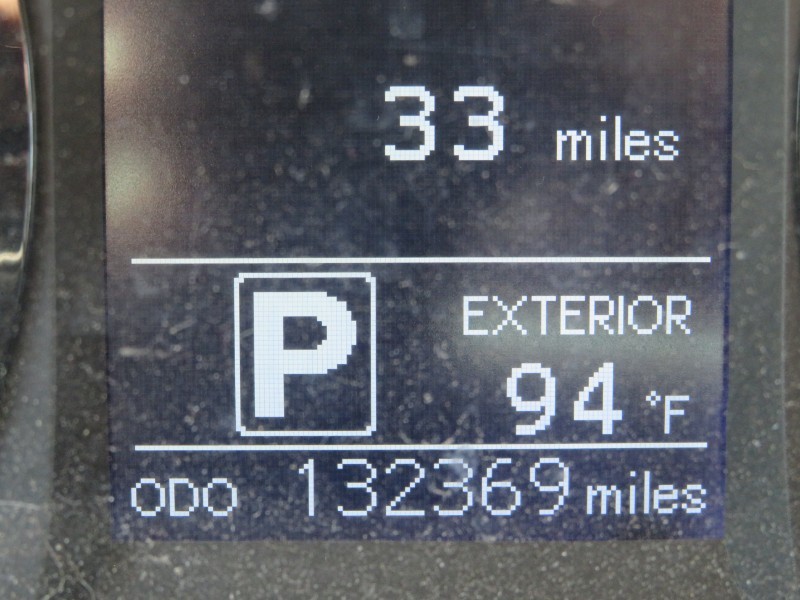 33 miles
P
EXTERIOR
94 °F
ODO 132369 miles